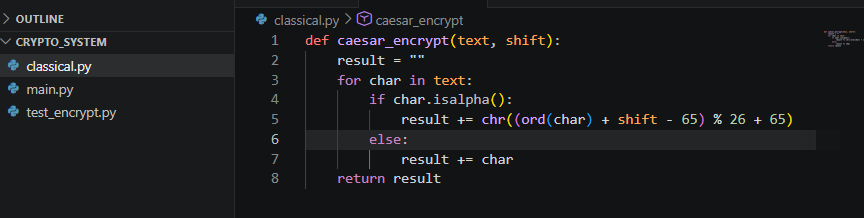 OUTLINE
CRYPTO_SYSTEM
classical.py
main.py
test_encrypt.py
classical.py > caesar_encrypt
1 def caesar_encrypt(text, shift):
2     result = ""
3     for char in text:
4         if char.isalpha():
5             result += chr((ord(char) + shift - 65) % 26 + 65)
6         else:
7             result += char
8     return result